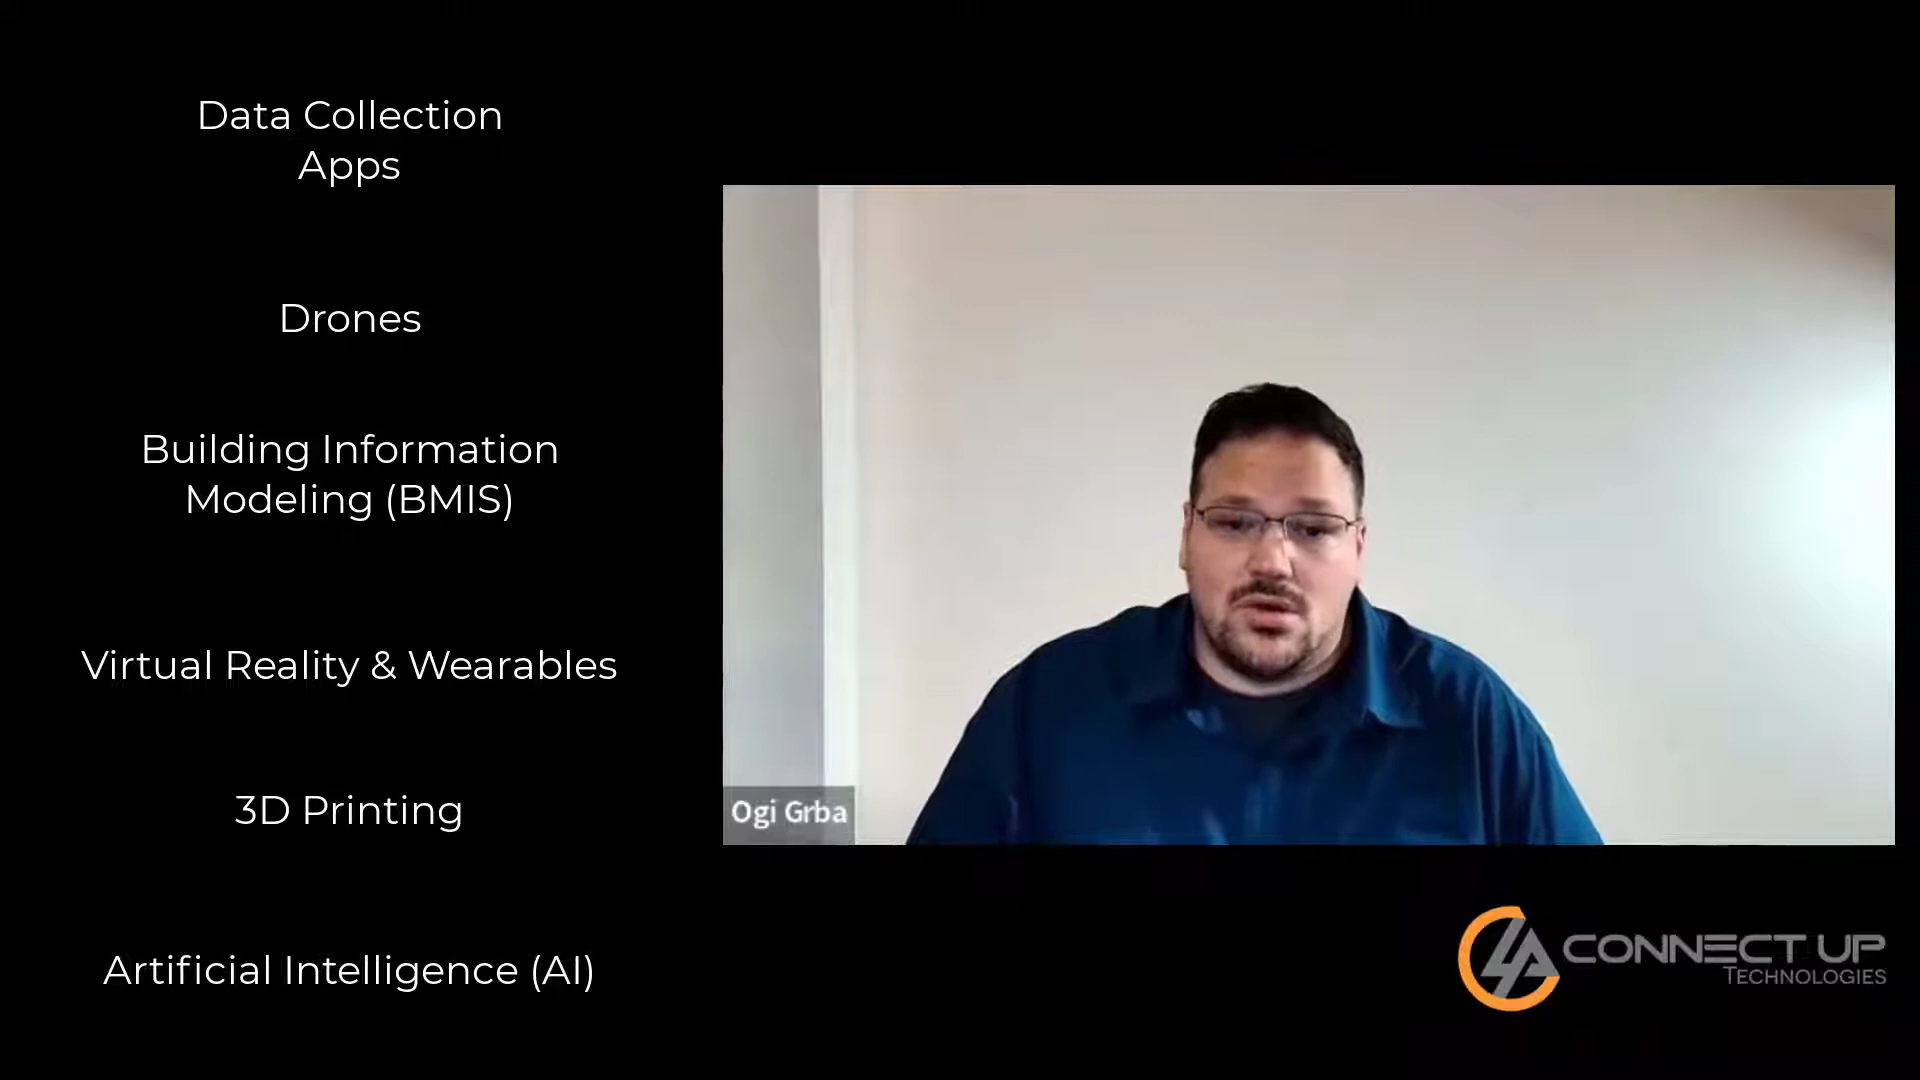 Data Collection
Apps
Drones
Building Information
Modeling (BMIS)
Virtual Reality & Wearables
3D Printing
Artificial Intelligence (AI)
Ogi Grba
CONNECT UP
TECHNOLOGIES